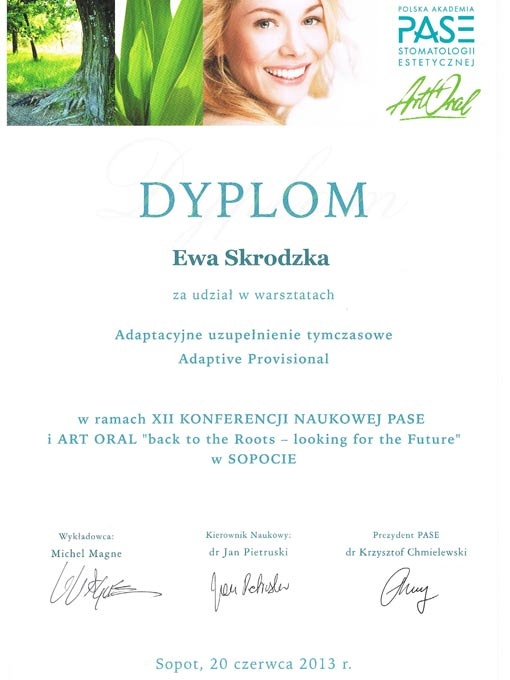 POLSKA AKADEMIA
PASE
STOMATOLOGII
ESTETYCZNEJ
ArtOral
Dyplom
DYPLOM
Ewa Skrodzka
za udział w warsztatach
Adaptacyjne uzupełnienie tymczasowe
Adaptive Provisional
w ramach XII KONFERENCJI NAUKOWEJ PASE
i ART ORAL "back to the Roots – looking for the Future"
w SOPOCIE
Wykładowca:
Michel Magne
Kierownik Naukowy:
dr Jan Pietruski
Prezydent PASE
dr Krzysztof Chmielewski
Sopot, 20 czerwca 2013 r.